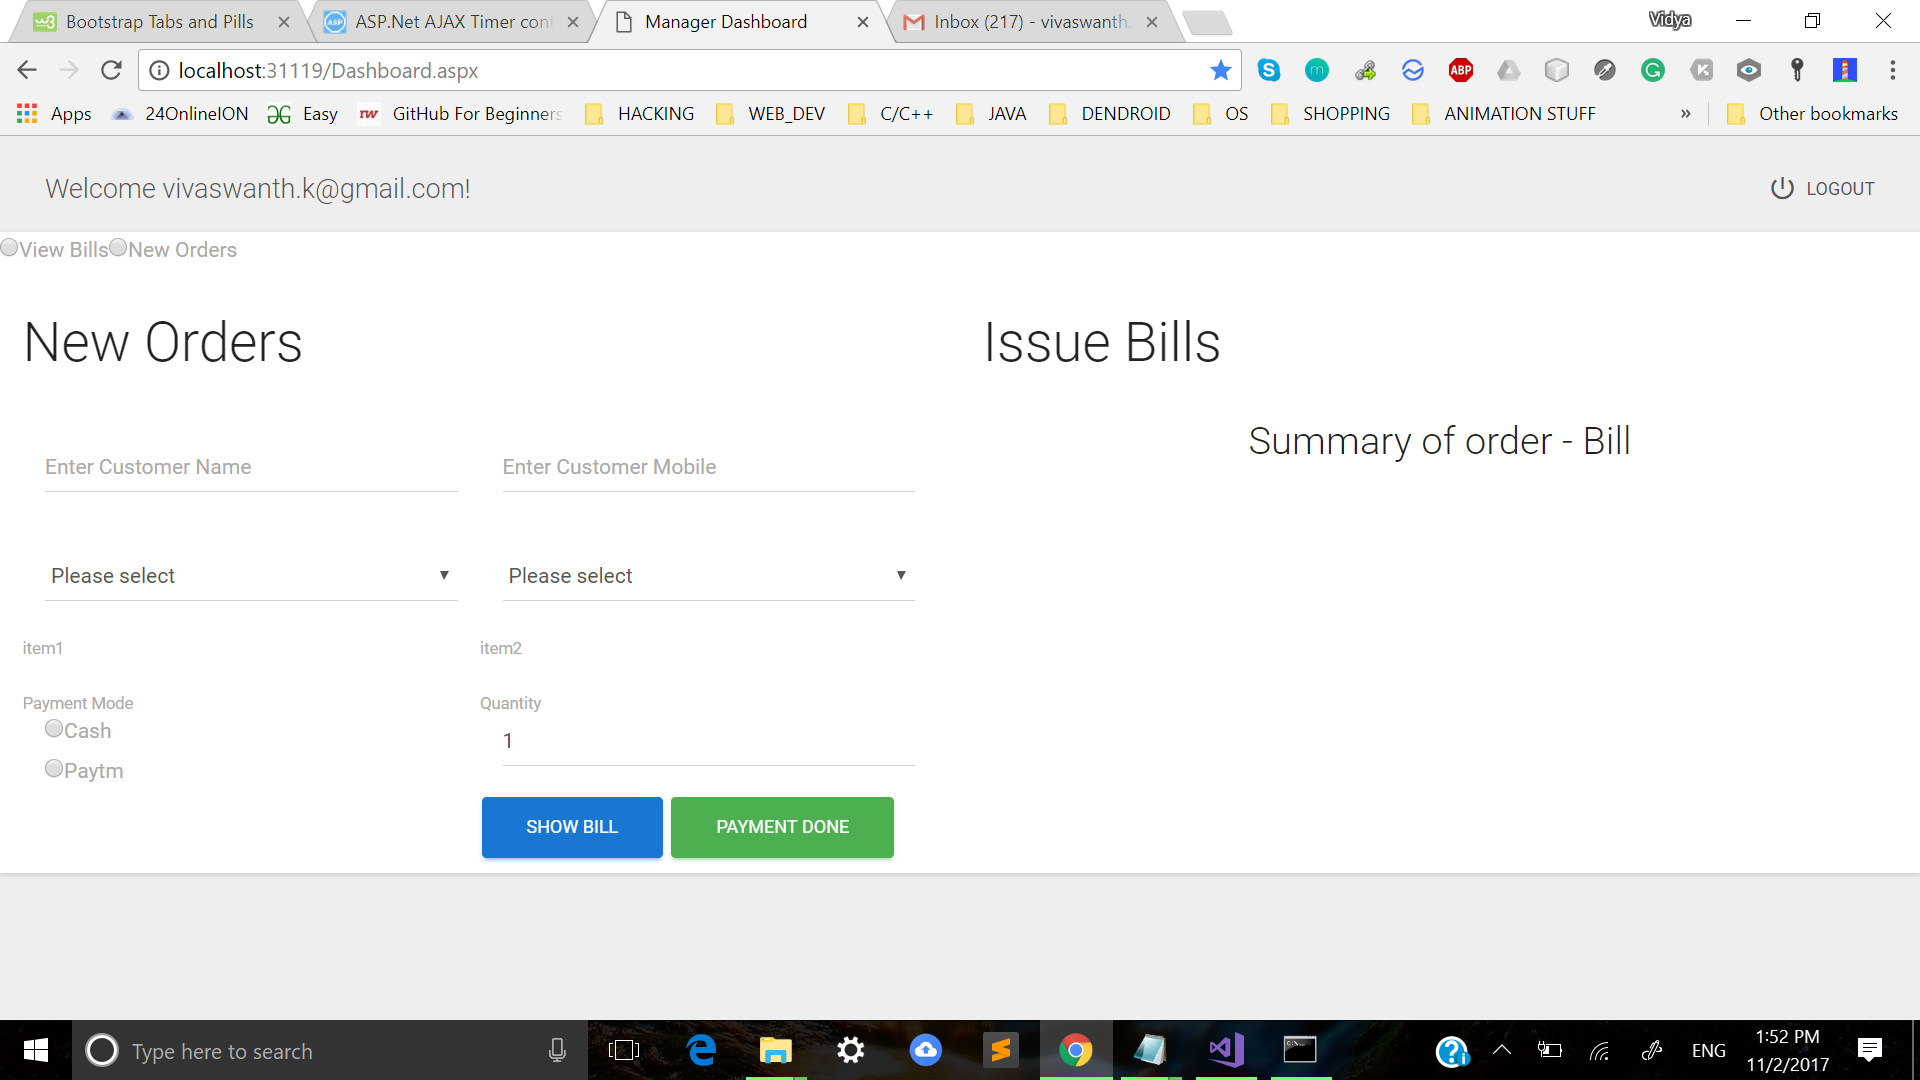 Bootstrap Tabs and Pills
ASP.Net AJAX Timer cont
Manager Dashboard
Inbox (217) - vivaswanth.
Vidya
localhost:31119/Dashboard.aspx
ABP
Apps
24OnlineION
Easy
GitHub For Beginners
HACKING
WEB_DEV
C/C++
JAVA
DENDROID
OS
SHOPPING
ANIMATION STUFF
»
Other bookmarks
Welcome vivaswanth.k@gmail.com!
LOGOUT
View Bills
New Orders
New Orders
Issue Bills
Summary of order - Bill
Enter Customer Name
Enter Customer Mobile
Please select
Please select
item1
item2
Payment Mode
Quantity
Cash
1
Paytm
SHOW BILL
PAYMENT DONE
Type here to search
ENG
1:52 PM
11/2/2017